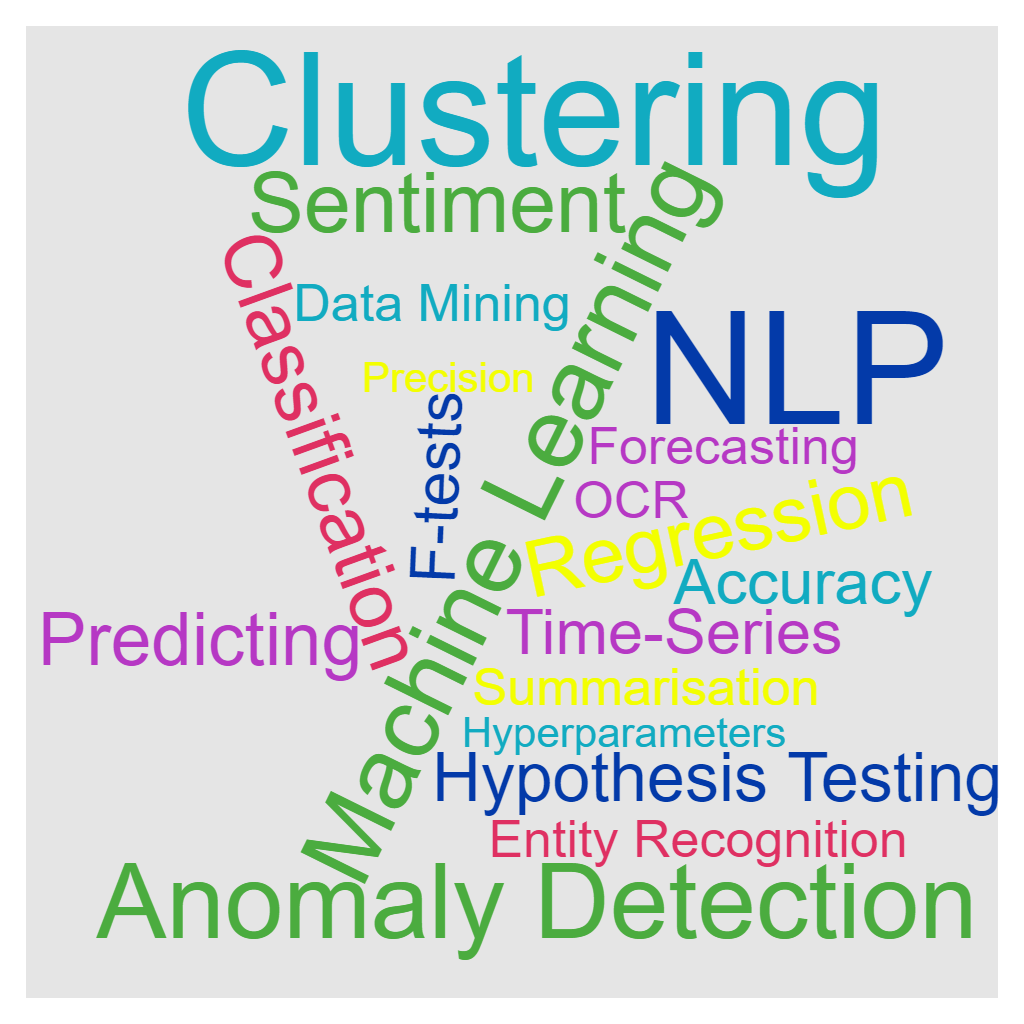 Clustering
Sentiment
Classification
Data Mining
Machine Learning
NLP
Precision
F-tests
Forecasting
OCR
Regression
Accuracy
Predicting
Time-Series
Summarisation
Hyperparameters
Hypothesis Testing
Entity Recognition
Anomaly Detection